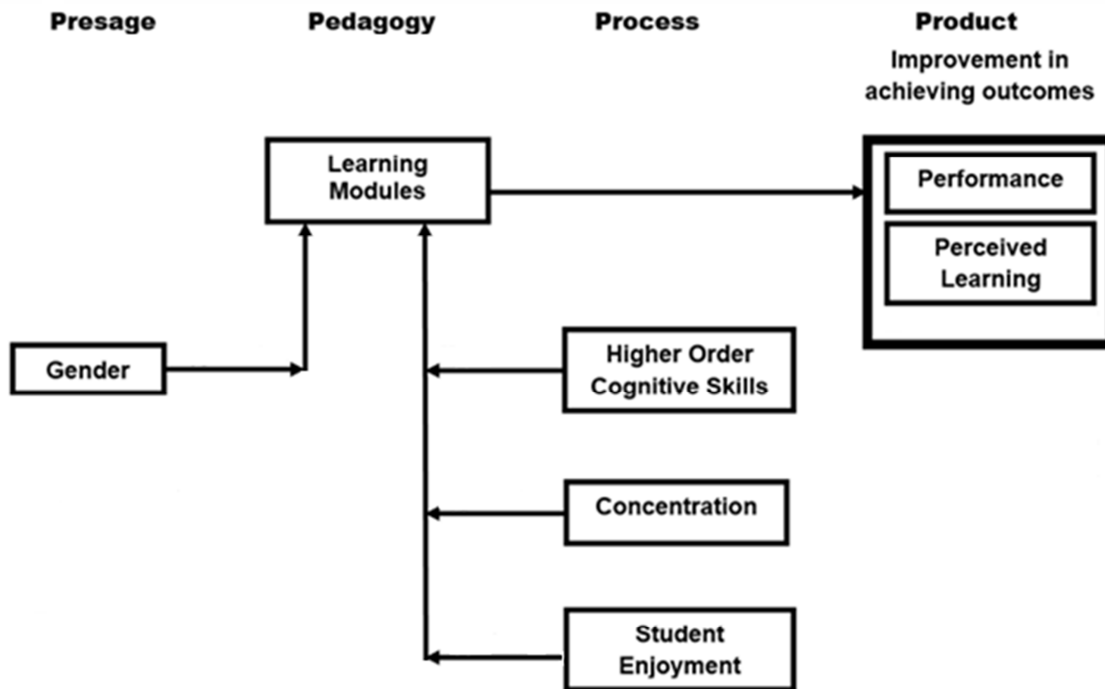 Presage
Pedagogy
Process
Product
Improvement in
achieving outcomes
Learning
Modules
Performance
Perceived
Learning
Gender
Higher Order
Cognitive Skills
Concentration
Student
Enjoyment